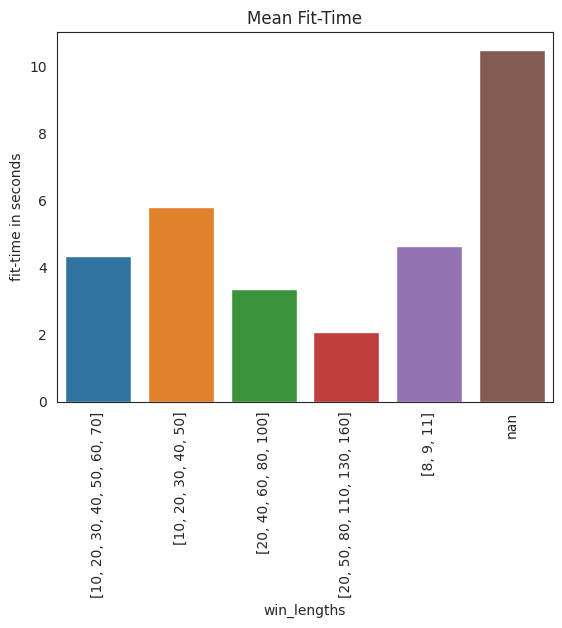 Mean Fit-Time
fit-time in seconds
10
8
6
4
2
0
[10, 20, 30, 40, 50, 60, 70]
[10, 20, 30, 40, 50]
[20, 40, 60, 80, 100]
[20, 50, 80, 110, 130, 160]
[8, 9, 11]
nan
win_lengths